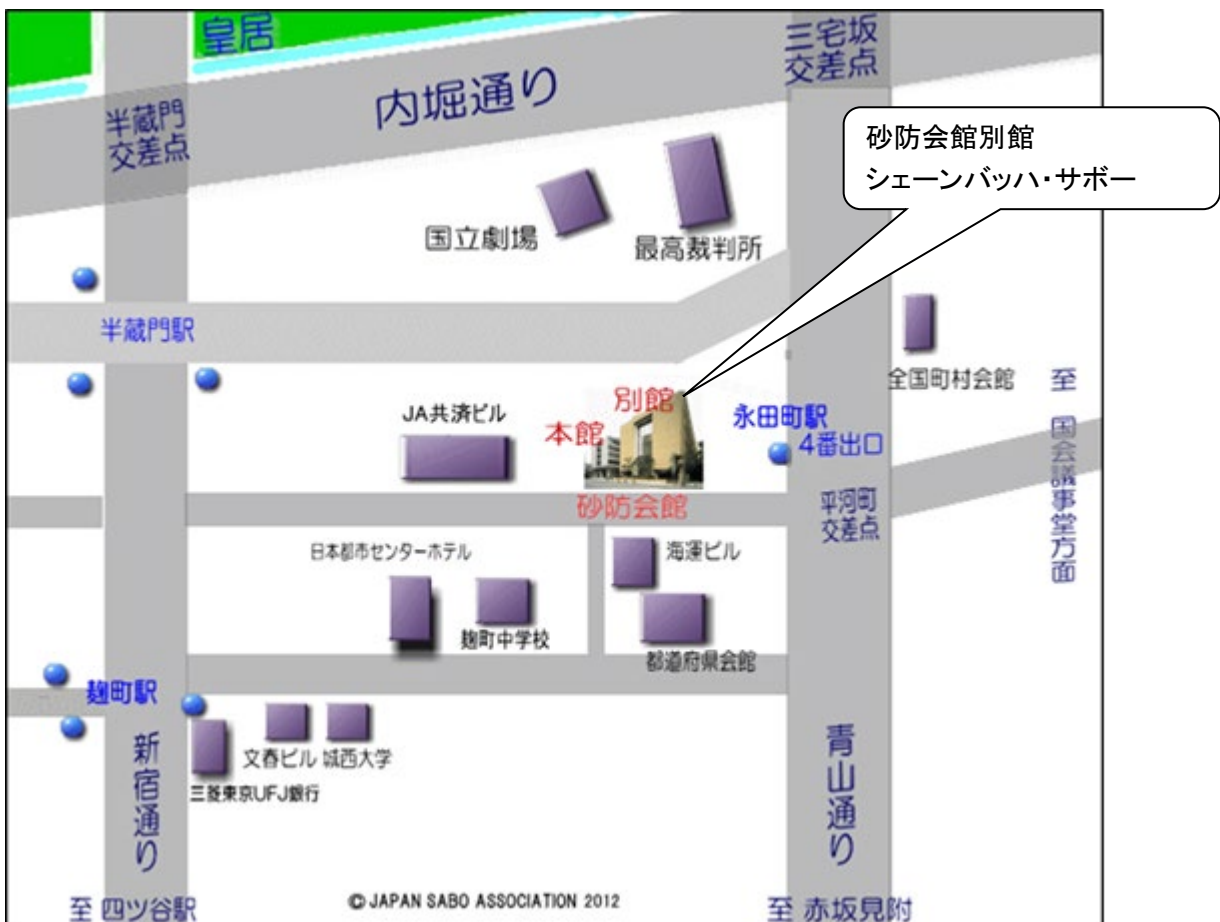 皇居
三宅坂
交差点
内堀通り
半蔵門
交差点
砂防会館別館
シェーンバッハ・サボー
国立劇場
最高裁判所
半蔵門駅
全国町村会館
至 国会議事堂方面
JA共済ビル
別館
本館
永田町駅
4番出口
砂防会館
平河町
交差点
日本都市センターホテル
海運ビル
麹町中学校
都道府県会館
麹町駅
新宿通り
文春ビル
城西大学
三菱東京UFJ銀行
青山通り
至 四ツ谷駅
© JAPAN SABO ASSOCIATION 2012
至 赤坂見附